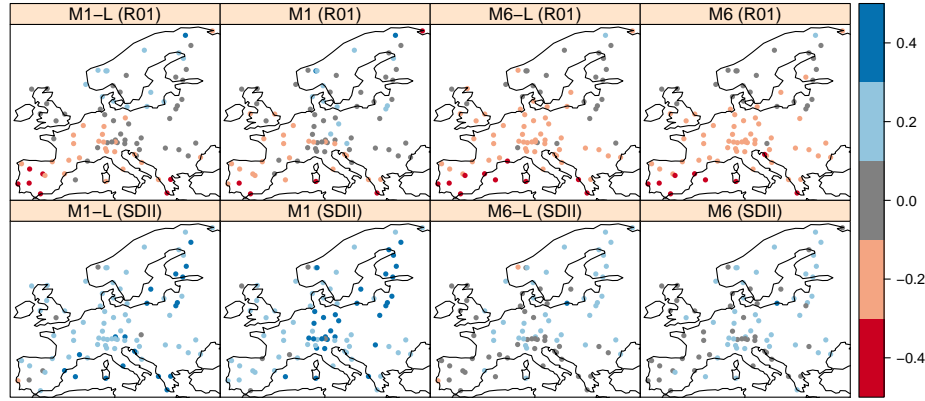 M1−L (R01) M1 (R01) M6−L (R01) M6 (R01)
0.4
0.2
0.0
−0.2
−0.4
M1−L (SDII) M1 (SDII) M6−L (SDII) M6 (SDII)